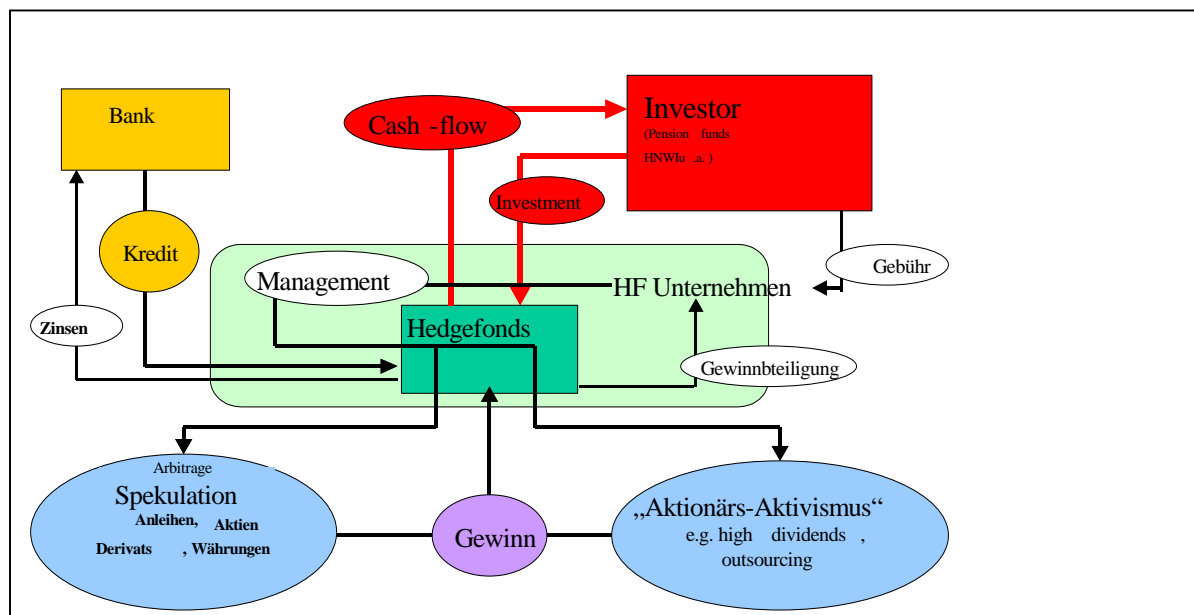 Bank
Cash -flow
Investor
(Pension funds
HNWIu .a. )
Investment
Kredit
Gebühr
Management
HF Unternehmen
Zinsen
Hedgefonds
Gewinnbteiligung
Arbitrage
Spekulation
Anleihen, Aktien
Derivats , Währungen
Gewinn
„Aktionärs-Aktivismus“
e.g. high dividends ,
outsourcing